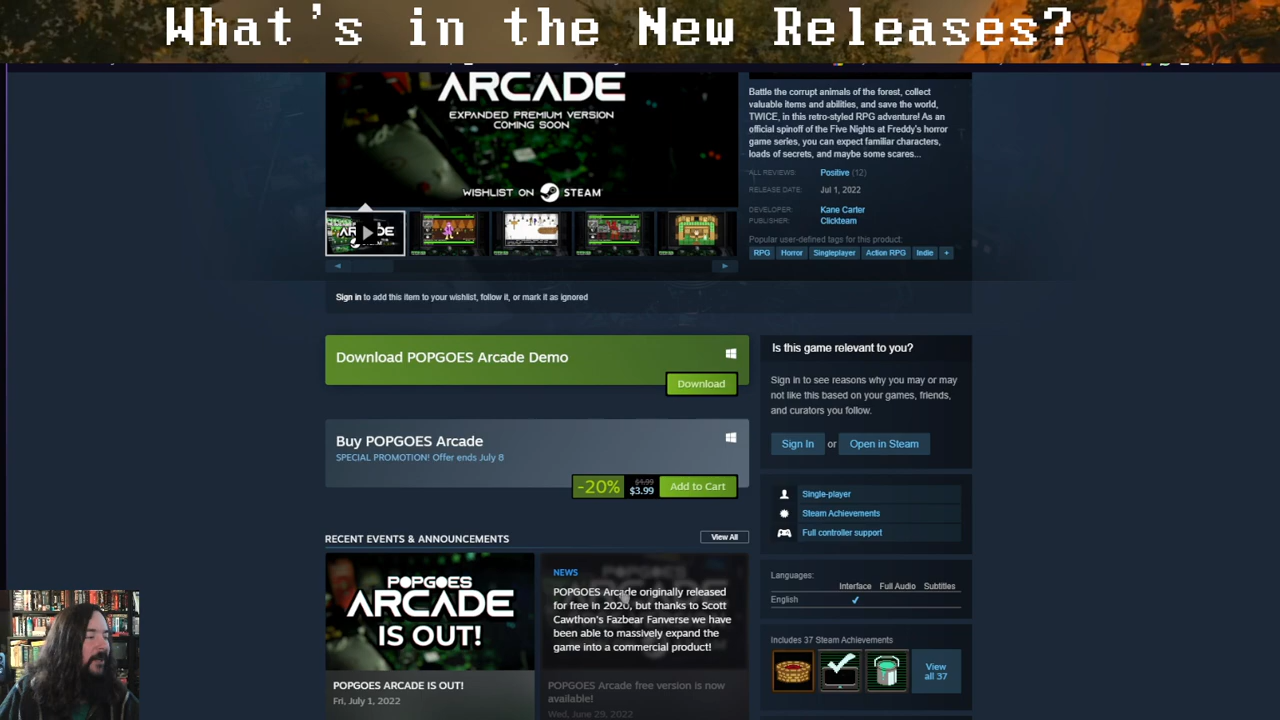 What's in the New Releases?
ARCADE
EXPANDED PREMIUM VERSION
COMING SOON
WISHLIST ON STEAM
Battle the corrupt animals of the forest, collect
valuable items and abilities, and save the world,
TWICE, in this retro-styled RPG adventure! As an
official spinoff of the Five Nights at Freddy's horror
game series, you can expect familiar characters,
loads of secrets, and maybe some scares...
ALL REVIEWS: Positive (12)
RELEASE DATE: Jul 1, 2022
DEVELOPER: Kane Carter
PUBLISHER: Clickteam
Popular user-defined tags for this product:
RPG Horror Singleplayer Action RPG Indie +
Sign in to add this item to your wishlist, follow it, or mark it as ignored
Download POPGOES Arcade Demo
Download
Buy POPGOES Arcade
SPECIAL PROMOTION! Offer ends July 8
-20% $4.99 $3.99 Add to Cart
RECENT EVENTS & ANNOUNCEMENTS
View All
POPGOES
ARCADE
IS OUT!
POPGOES ARCADE IS OUT!
Fri, July 1, 2022
NEWS
POPGOES Arcade originally released
for free in 2020, but thanks to Scott
Cawthon's Fazbear Fanverse we have
been able to massively expand the
game into a commercial product!
POPGOES Arcade free version is now
available!
Wed, June 29, 2022
Is this game relevant to you?
Sign in to see reasons why you may or may
not like this based on your games, friends,
and curators you follow.
Sign In or Open in Steam
Single-player
Steam Achievements
Full controller support
Languages:
Interface Full Audio Subtitles
English ✔
Includes 37 Steam Achievements
View
all 37